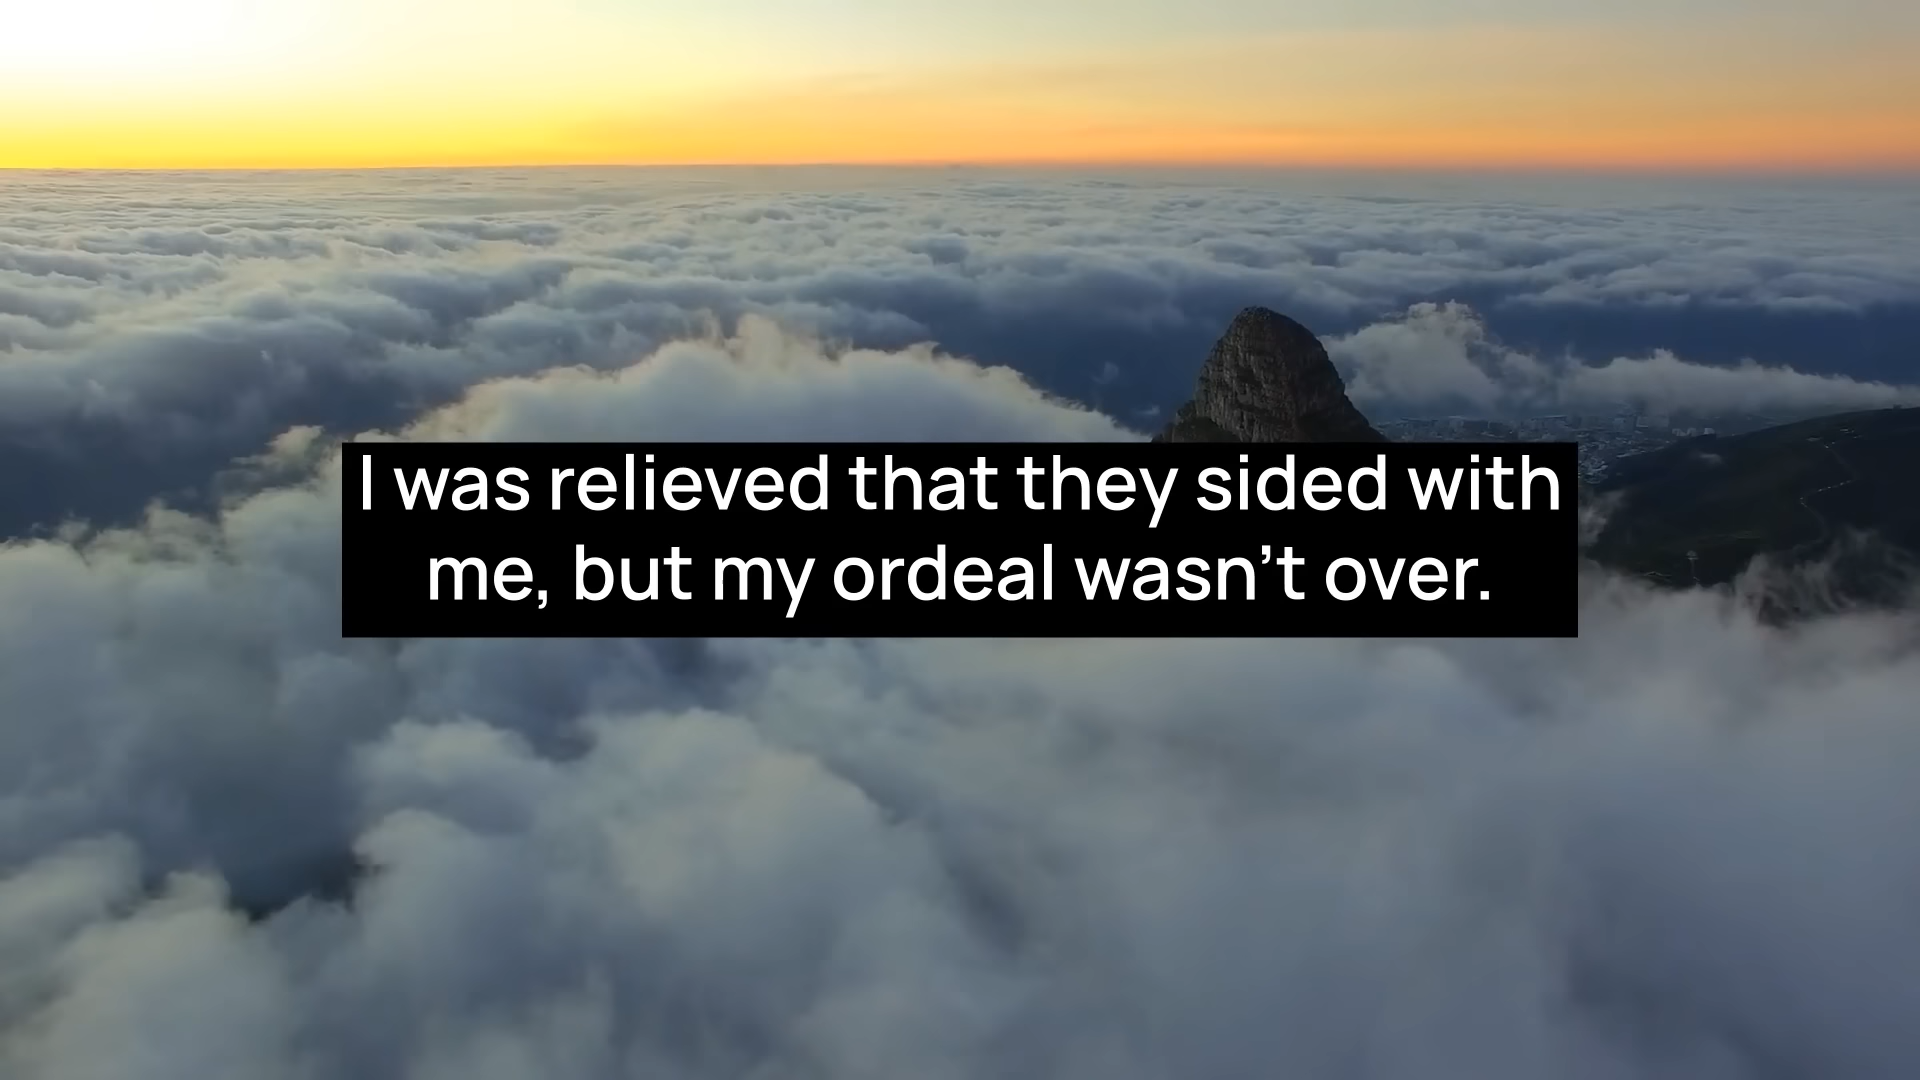 I was relieved that they sided with
me, but my ordeal wasn’t over.